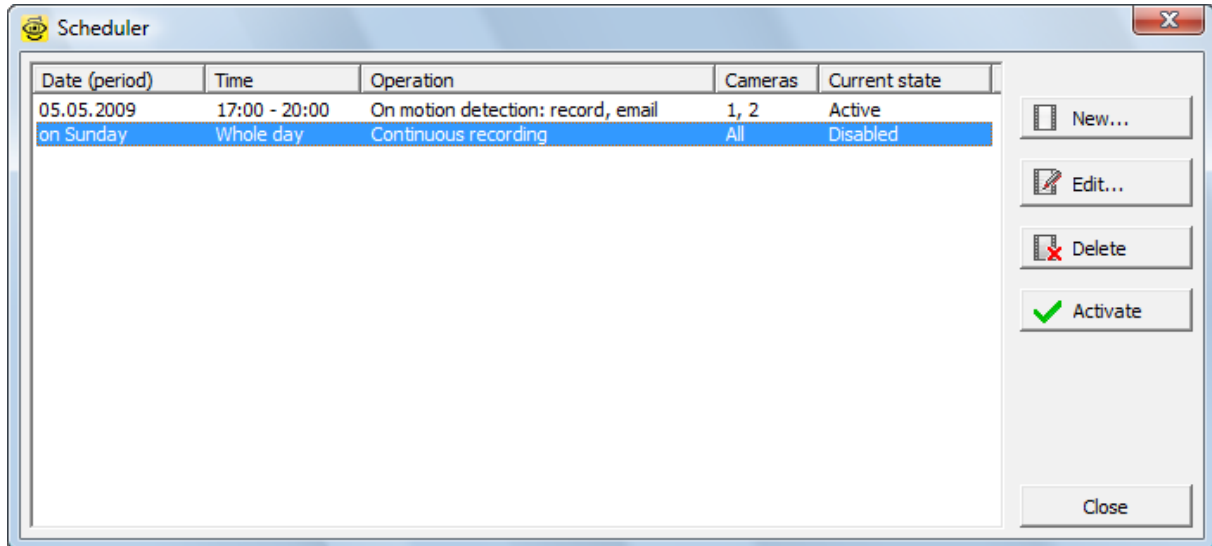 Scheduler
Date (period) Time Operation Cameras Current state
05.05.2009 17:00 - 20:00 On motion detection: record, email 1, 2 Active
on Sunday Whole day Continuous recording All Disabled
New...
Edit...
Delete
Activate
Close